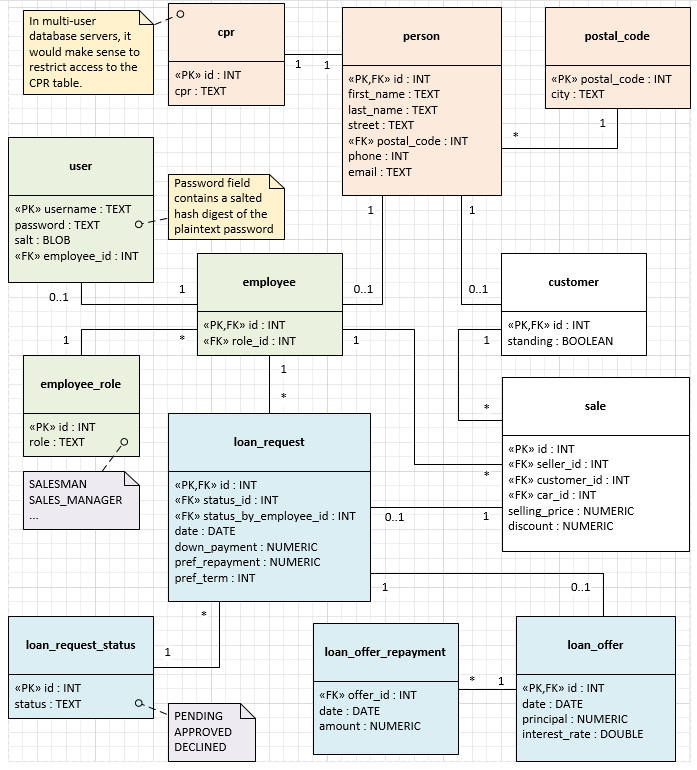 In multi-user
database servers, it
would make sense to
restrict access to the
CPR table.
cpr
«PK» id : INT
cpr : TEXT
1
1
person
«PK,FK» id : INT
first_name : TEXT
last_name : TEXT
street : TEXT
«FK» postal_code : INT
phone : INT
email : TEXT
postal_code
«PK» postal_code : INT
city : TEXT
1
*
user
«PK» username : TEXT
password : TEXT
salt : BLOB
«FK» employee_id : INT
Password field
contains a salted
hash digest of the
plaintext password
1
1
0..1
1
0..1
0..1
employee
«PK,FK» id : INT
«FK» role_id : INT
customer
«PK,FK» id : INT
standing : BOOLEAN
1
*
1
1
employee_role
«PK» id : INT
role : TEXT
1
*
*
SALESMAN
SALES_MANAGER
...
loan_request
«PK,FK» id : INT
«FK» status_id : INT
«FK» status_by_employee_id : INT
date : DATE
down_payment : NUMERIC
pref_repayment : NUMERIC
pref_term : INT
sale
«PK» id : INT
«FK» seller_id : INT
«FK» customer_id : INT
«FK» car_id : INT
selling_price : NUMERIC
discount : NUMERIC
*
0..1
1
1
0..1
*
1
loan_request_status
«PK» id : INT
status : TEXT
PENDING
APPROVED
DECLINED
loan_offer_repayment
«FK» offer_id : INT
date : DATE
amount : NUMERIC
*
1
loan_offer
«PK,FK» id : INT
date : DATE
principal : NUMERIC
interest_rate : DOUBLE